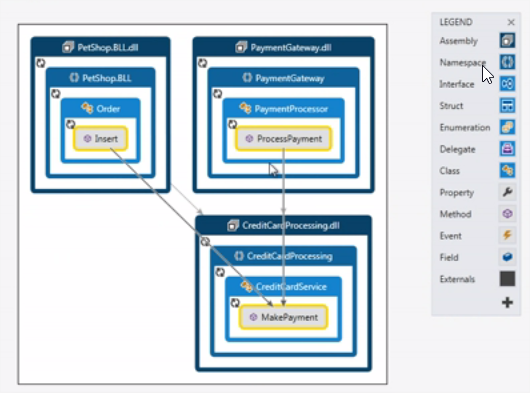 PetShop.BLL.dll
PetShop.BLL
Order
Insert
PaymentGateway.dll
PaymentGateway
PaymentProcessor
ProcessPayment
CreditCardProcessing.dll
CreditCardProcessing
CreditCardService
MakePayment
LEGEND
Assembly
Namespace
Interface
Struct
Enumeration
Delegate
Class
Property
Method
Event
Field
Externals